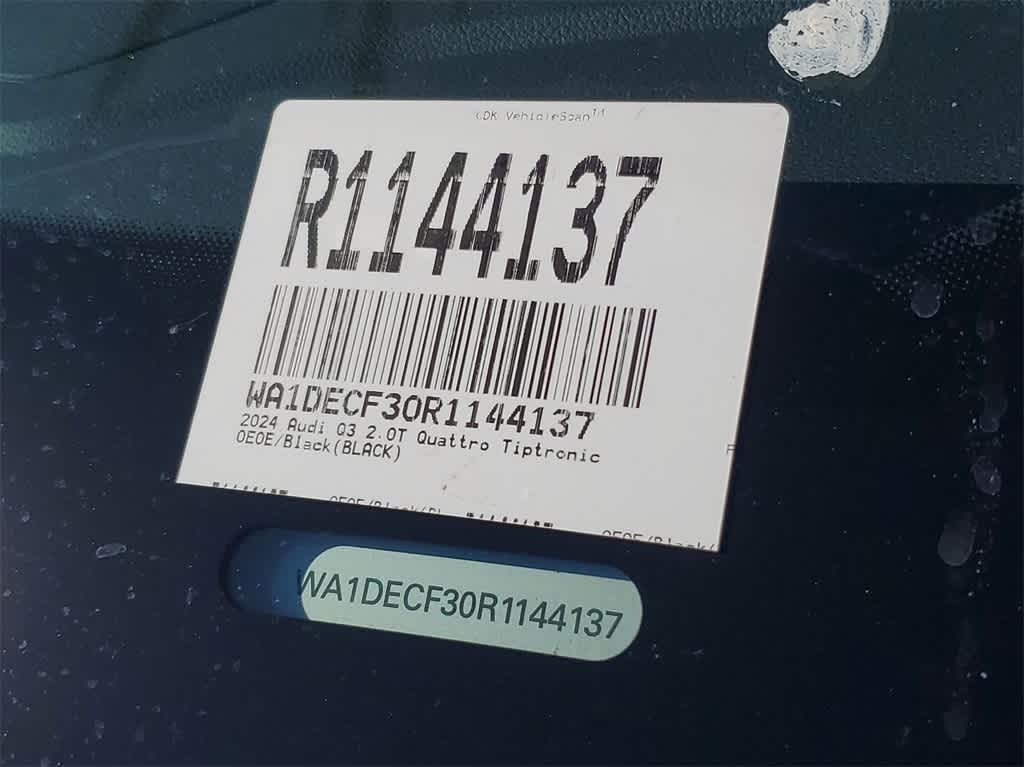 CDK VehicleScan™
R1144137
WA1DECF30R1144137
2024 Audi Q3 2.0T Quattro Tiptronic
0E0E/Black(BLACK)
WA1DECF30R1144137